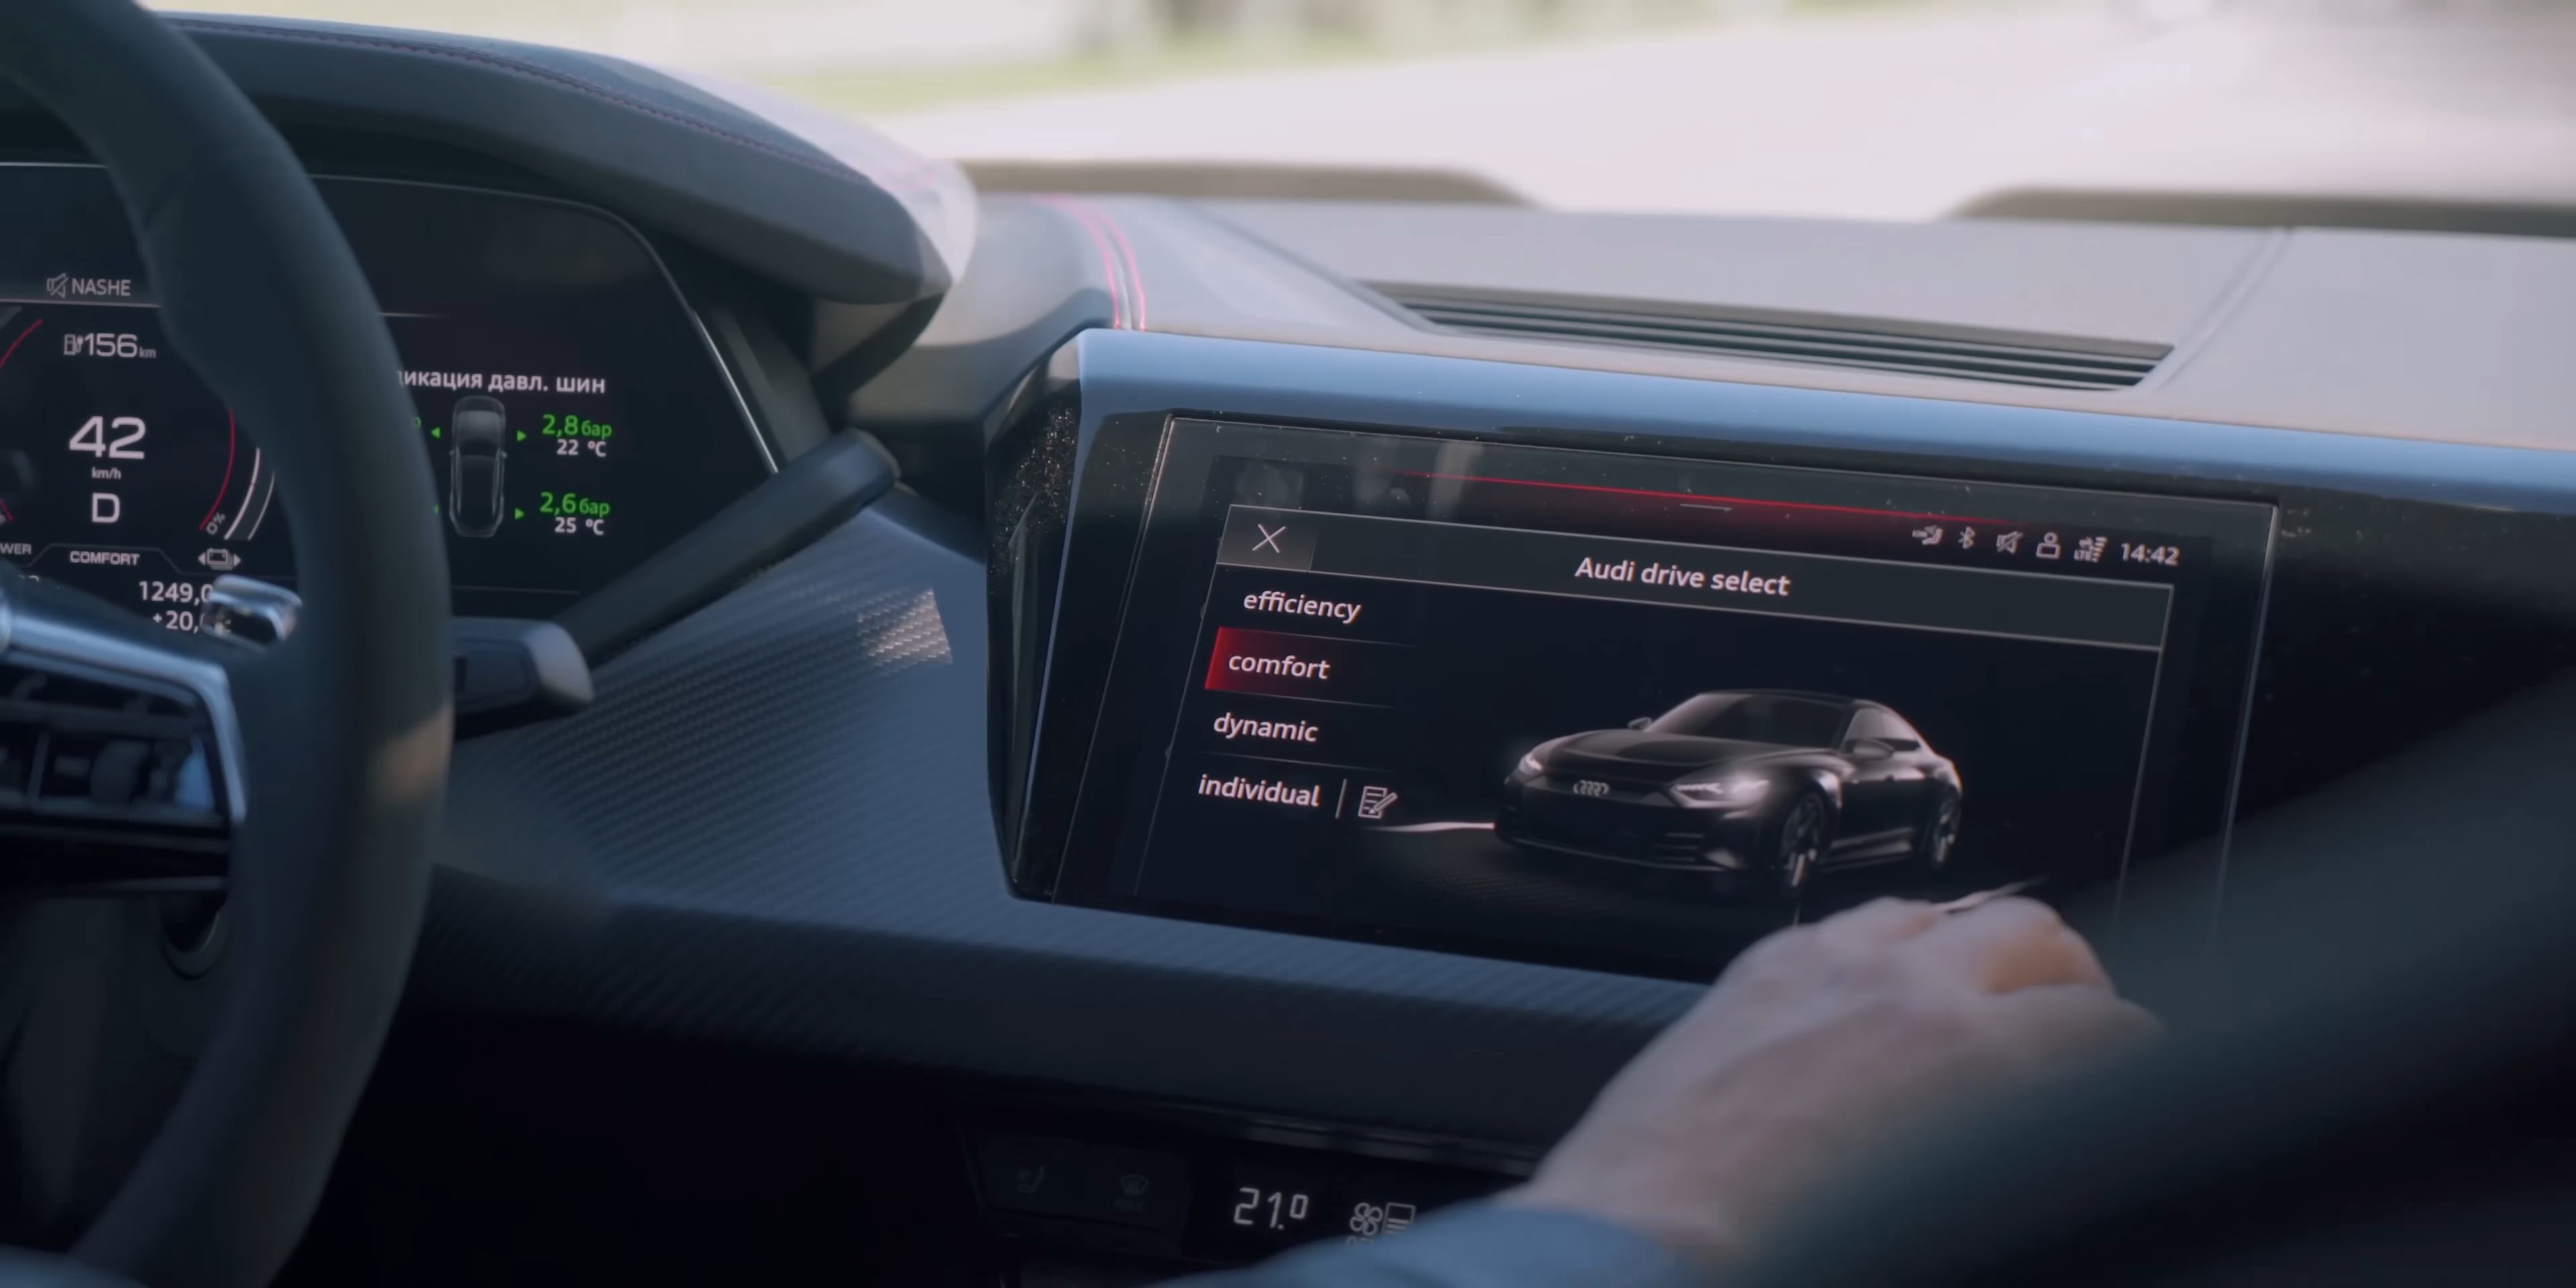 NASHE
156 km
42
km/h
D
COMFORT
1249,0
+20,
давл. шин
2,8 бар
22 °C
2,6 бар
25 °C
LTE 14:42
Audi drive select
efficiency
comfort
dynamic
individual
21.0